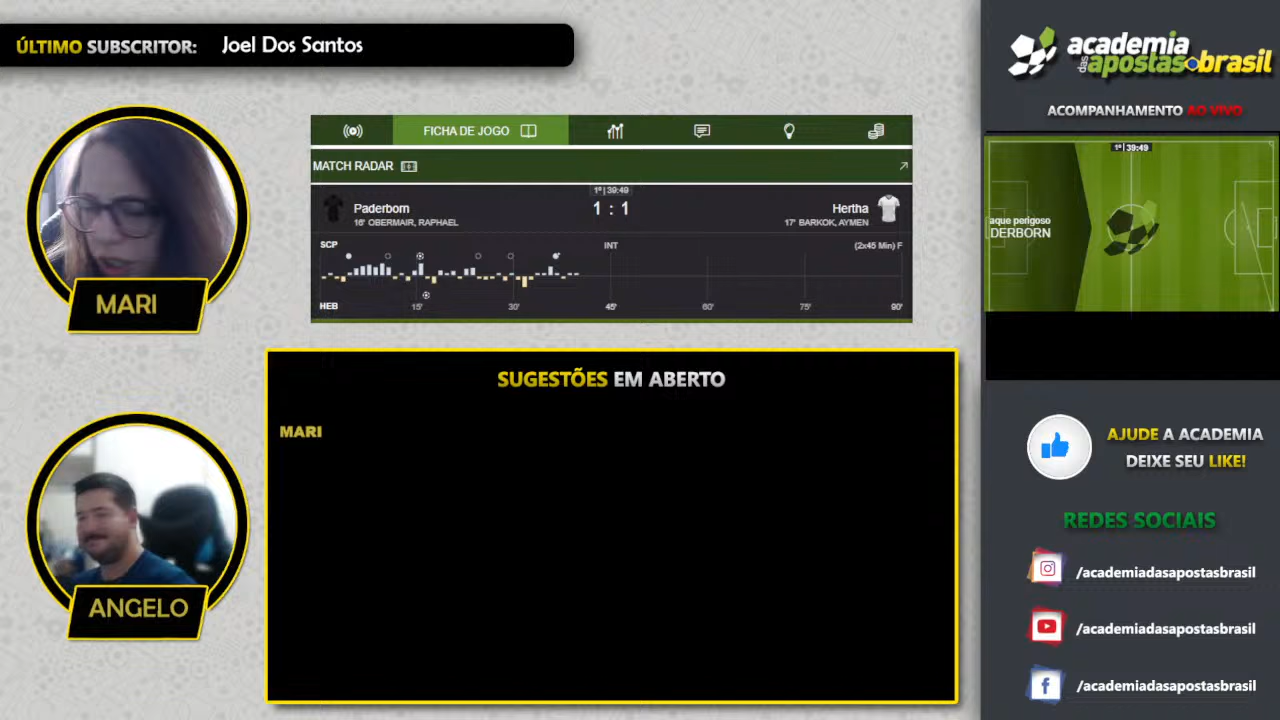 ÚLTIMO SUBSCRITOR: Joel Dos Santos
MARI
ANGELO
FICHA DE JOGO
MATCH RADAR
1ª|39:49
Paderborn 1 : 1 Hertha
16' OBERMAIR, RAPHAEL 17' BARKOK, AYMEN
SCP INT (2x45 Min) F
HEB 15' 30' 45' 60' 75' 90'
SUGESTÕES EM ABERTO
MARI
academia
das apostas brasil
ACOMPANHAMENTO AO VIVO
1ª|39:49
aque perigoso
DERBORN
AJUDE A ACADEMIA
DEIXE SEU LIKE!
REDES SOCIAIS
/academiadasapostasbrasil
/academiadasapostasbrasil
/academiadasapostasbrasil